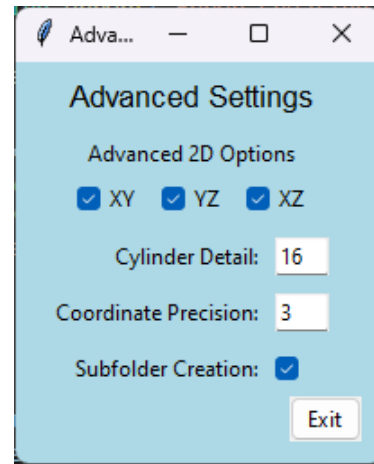 Adva...
Advanced Settings
Advanced 2D Options
XY YZ XZ
Cylinder Detail: 16
Coordinate Precision: 3
Subfolder Creation:
Exit